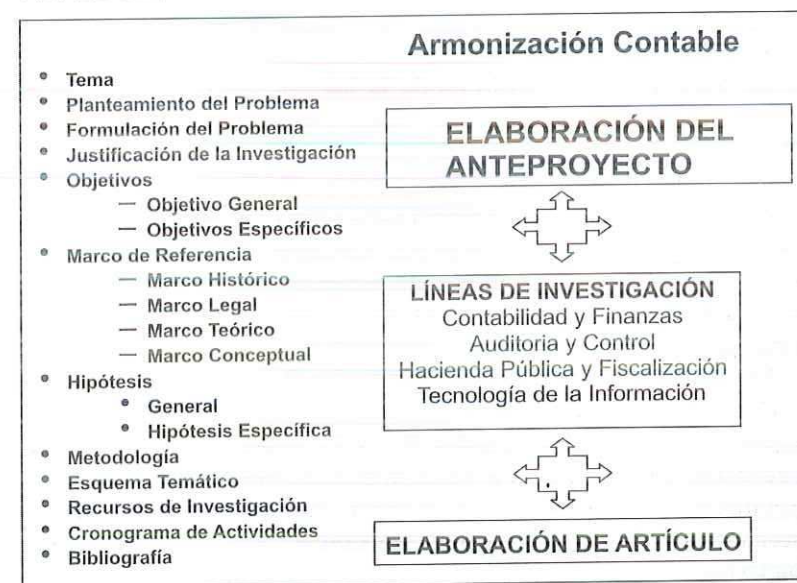 Armonización Contable
• Tema
• Planteamiento del Problema
• Formulación del Problema
• Justificación de la Investigación
• Objetivos
— Objetivo General
— Objetivos Específicos
• Marco de Referencia
— Marco Histórico
— Marco Legal
— Marco Teórico
— Marco Conceptual
• Hipótesis
• General
• Hipótesis Específica
• Metodología
• Esquema Temático
• Recursos de Investigación
• Cronograma de Actividades
• Bibliografía
ELABORACIÓN DEL
ANTEPROYECTO
LÍNEAS DE INVESTIGACIÓN
Contabilidad y Finanzas
Auditoria y Control
Hacienda Pública y Fiscalización
Tecnología de la Información
ELABORACIÓN DE ARTÍCULO